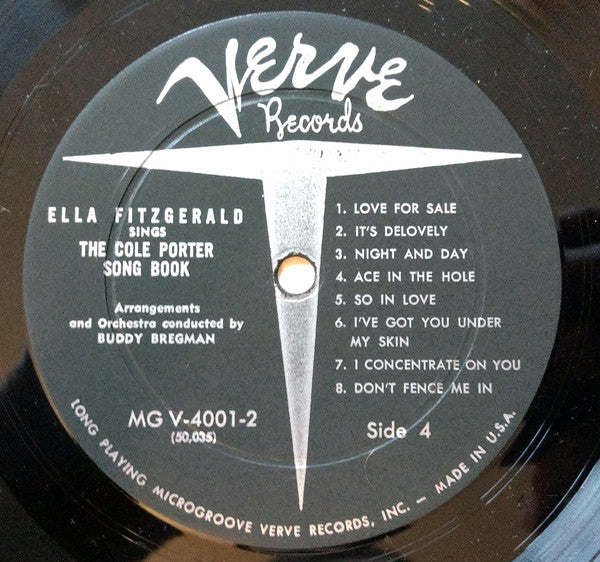 Verve
Records
ELLA FITZGERALD
SINGS
THE COLE PORTER
SONG BOOK
Arrangements
and Orchestra conducted by
BUDDY BREGMAN
MG V-4001-2
(50,035)
1. LOVE FOR SALE
2. IT'S DELOVELY
3. NIGHT AND DAY
4. ACE IN THE HOLE
5. SO IN LOVE
6. I'VE GOT YOU UNDER
MY SKIN
7. I CONCENTRATE ON YOU
8. DON'T FENCE ME IN
Side 4
LONG PLAYING MICROGROOVE VERVE RECORDS, INC. — MADE IN U.S.A.